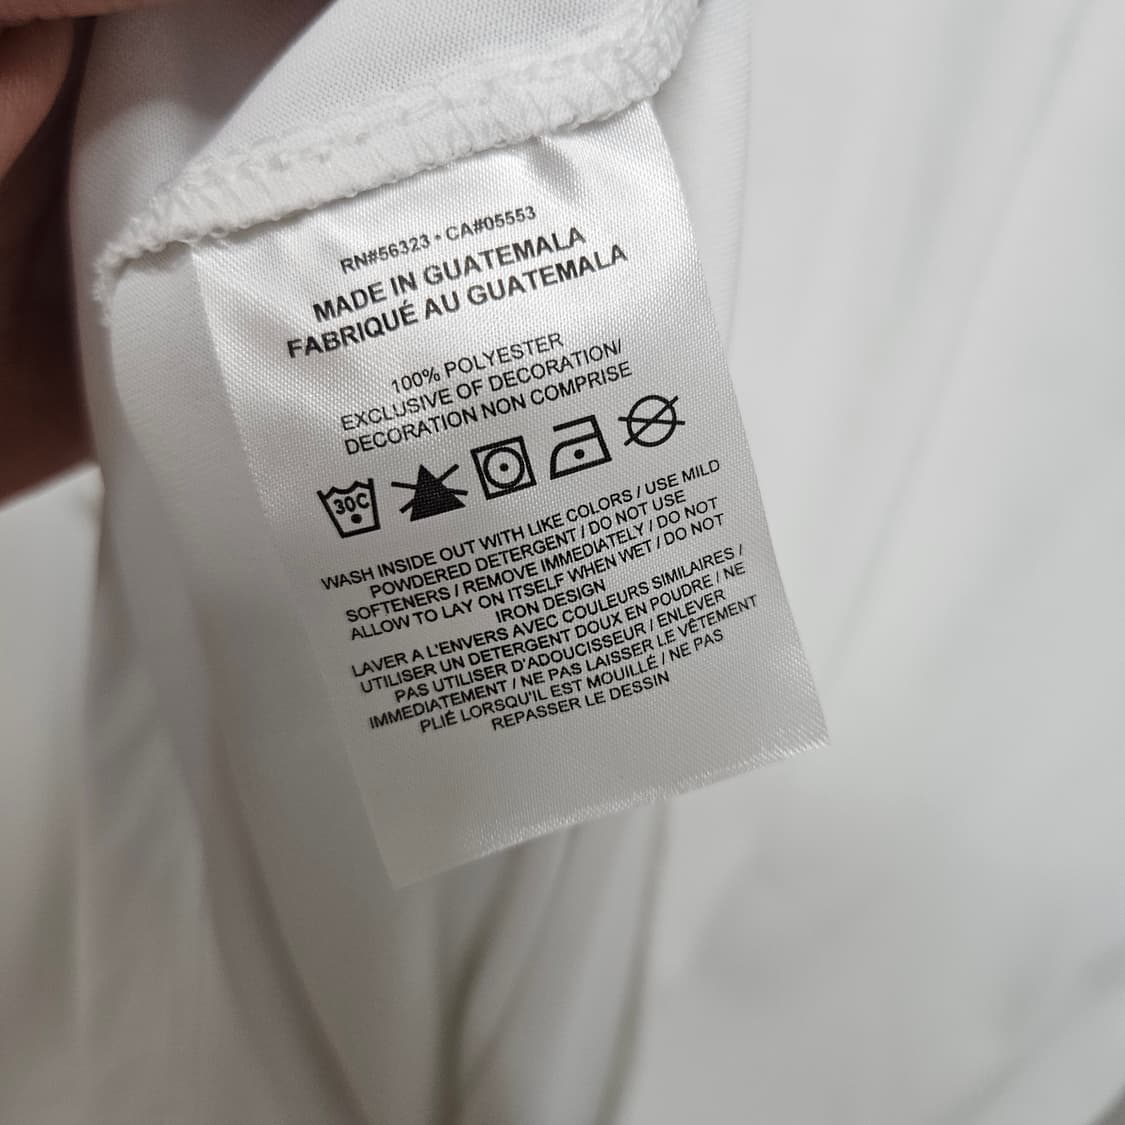 RN#56323 • CA#05553
MADE IN GUATEMALA
FABRIQUÉ AU GUATEMALA
100% POLYESTER
EXCLUSIVE OF DECORATION/
DECORATION NON COMPRISE
30C
WASH INSIDE OUT WITH LIKE COLORS / USE MILD
POWDERED DETERGENT / DO NOT USE
SOFTENERS / REMOVE IMMEDIATELY / DO NOT
ALLOW TO LAY ON ITSELF WHEN WET / DO NOT
IRON DESIGN
LAVER A L'ENVERS AVEC COULEURS SIMILAIRES /
UTILISER UN DETERGENT DOUX EN POUDRE / NE
PAS UTILISER D'ADOUCISSEUR / ENLEVER
IMMEDIATEMENT / NE PAS LAISSER LE VÊTEMENT
PLIÉ LORSQU'IL EST MOUILLÉ / NE PAS
REPASSER LE DESSIN